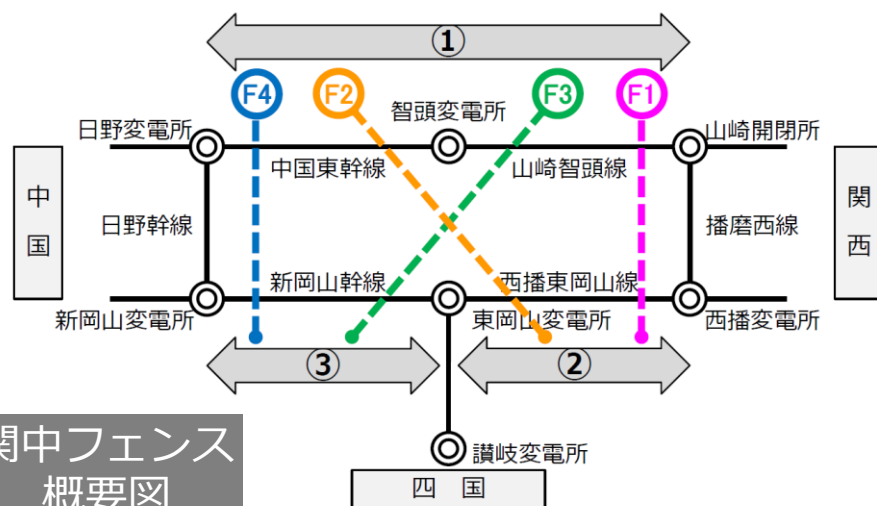 ①
F4
F2
F3
F1
日野変電所
智頭変電所
山崎開閉所
中国東幹線
山崎智頭線
中国
日野幹線
播磨西線
関西
新岡山幹線
西播東岡山線
新岡山変電所
東岡山変電所
西播変電所
③
②
関中フェンス
概要図
讃岐変電所
四国